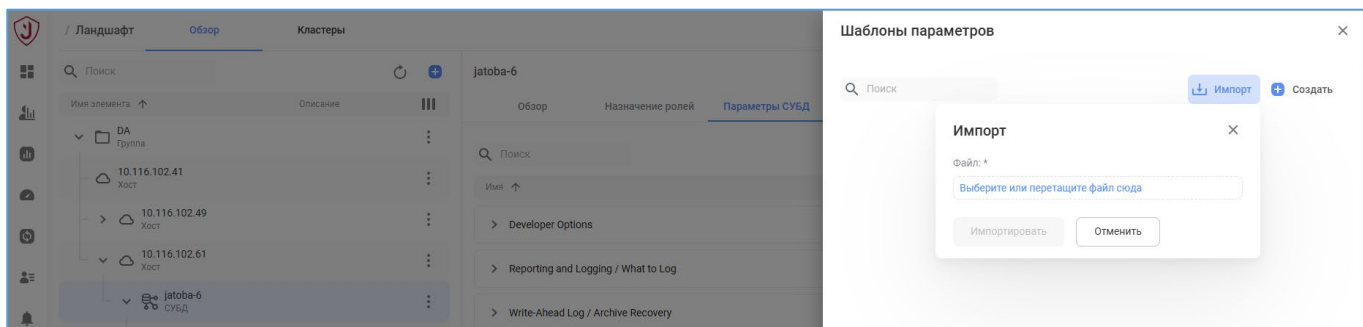 / Ландшафт
Обзор
Кластеры
Поиск
Имя элемента
Описание
DA
Группа
10.116.102.41
Хост
10.116.102.49
Хост
10.116.102.61
Хост
jatoba-6
СУБД
jatoba-6
Обзор
Назначение ролей
Параметры СУБД
Поиск
Имя
Developer Options
Reporting and Logging / What to Log
Write-Ahead Log / Archive Recovery
Шаблоны параметров
Поиск
Импорт
Создать
Импорт
Файл: *
Выберите или перетащите файл сюда
Импортировать
Отменить